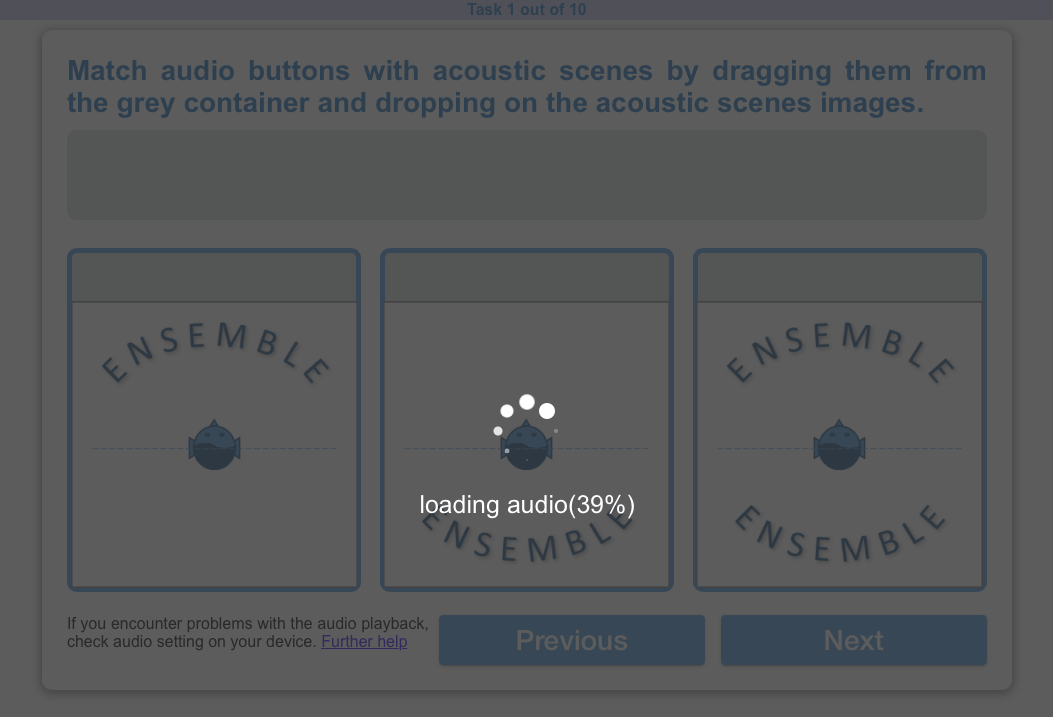 Task 1 out of 10
Match audio buttons with acoustic scenes by dragging them from
the grey container and dropping on the acoustic scenes images.
ENSEMBLE
ENSEMBLE
loading audio(39%)
ENSEMBLE
ENSEMBLE
If you encounter problems with the audio playback,
check audio setting on your device. Further help
Previous
Next